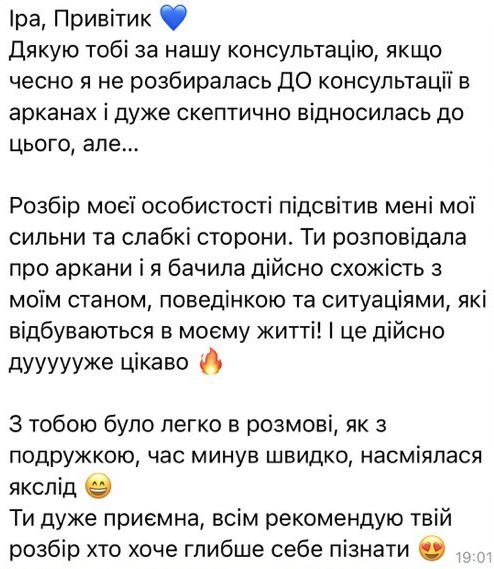 Іра, Привітик 💙
Дякую тобі за нашу консультацію, якщо
чесно я не розбиралась ДО консультації в
арканах і дуже скептично відносилась до
цього, але...
Розбір моєї особистості підсвітив мені мої
сильни та слабкі сторони. Ти розповідала
про аркани і я бачила дійсно схожість з
моїм станом, поведінкою та ситуаціями, які
відбуваються в моєму житті! І це дійсно
дууууууже цікаво 🔥
З тобою було легко в розмові, як з
подружкою, час минув швидко, насміялася
якслід 😄
Ти дуже приємна, всім рекомендую твій
розбір хто хоче глибше себе пізнати 😍 19:01